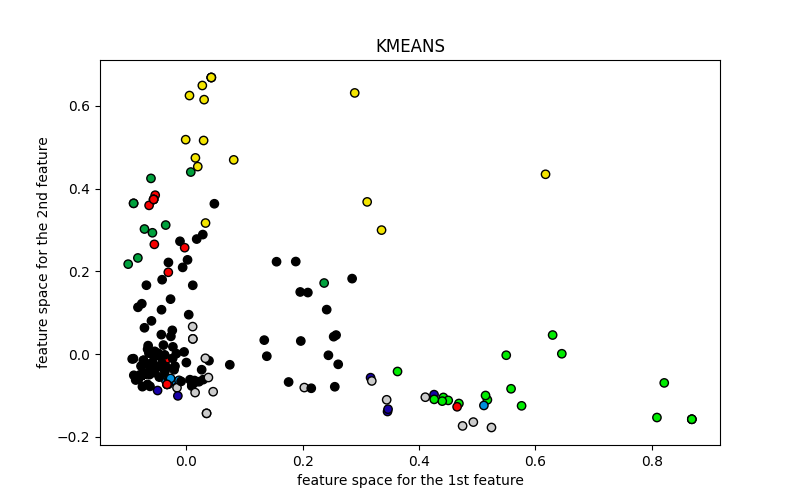 KMEANS
feature space for the 2nd feature
0.6
0.4
0.2
0.0
−0.2
0.0 0.2 0.4 0.6 0.8
feature space for the 1st feature